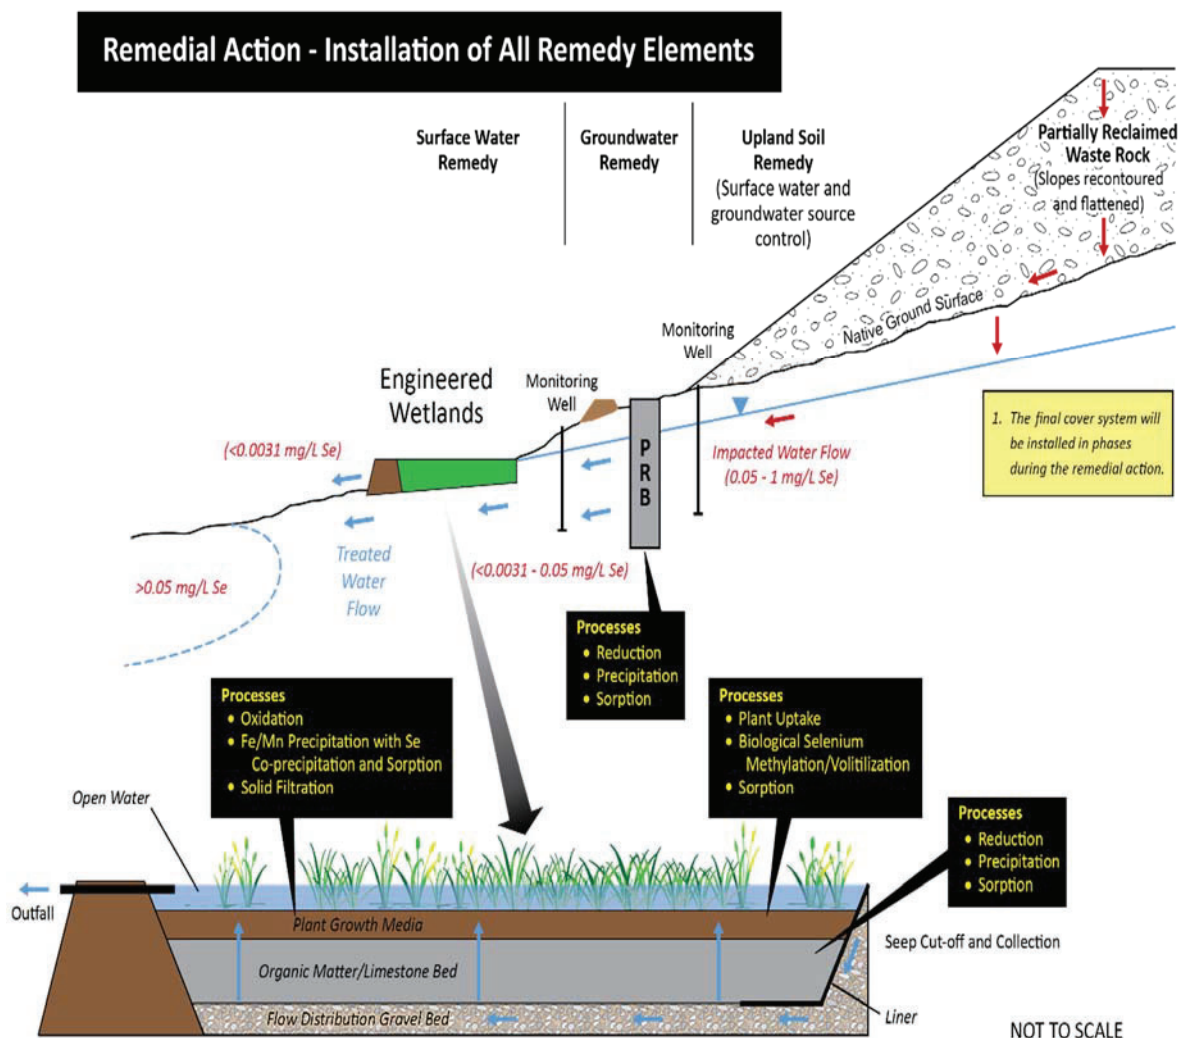 Remedial Action - Installation of All Remedy Elements
Surface Water
Remedy
Groundwater
Remedy
Upland Soil
Remedy
(Surface water and
groundwater source
control)
Partially Reclaimed
Waste Rock
(Slopes recontoured
and flattened)
Native Ground Surface
Monitoring
Well
Engineered
Wetlands
Monitoring
Well
1. The final cover system will
be installed in phases
during the remedial action.
(<0.0031 mg/L Se)
PRB
Impacted Water Flow
(0.05 - 1 mg/L Se)
Treated
Water
Flow
(<0.0031 - 0.05 mg/L Se)
>0.05 mg/L Se
Processes
• Reduction
• Precipitation
• Sorption
Processes
• Oxidation
• Fe/Mn Precipitation with Se
Co-precipitation and Sorption
• Solid Filtration
Processes
• Plant Uptake
• Biological Selenium
Methylation/Volitilization
• Sorption
Processes
• Reduction
• Precipitation
• Sorption
Open Water
Outfall
Plant Growth Media
Organic Matter/Limestone Bed
Flow Distribution Gravel Bed
Seep Cut-off and Collection
Liner
NOT TO SCALE